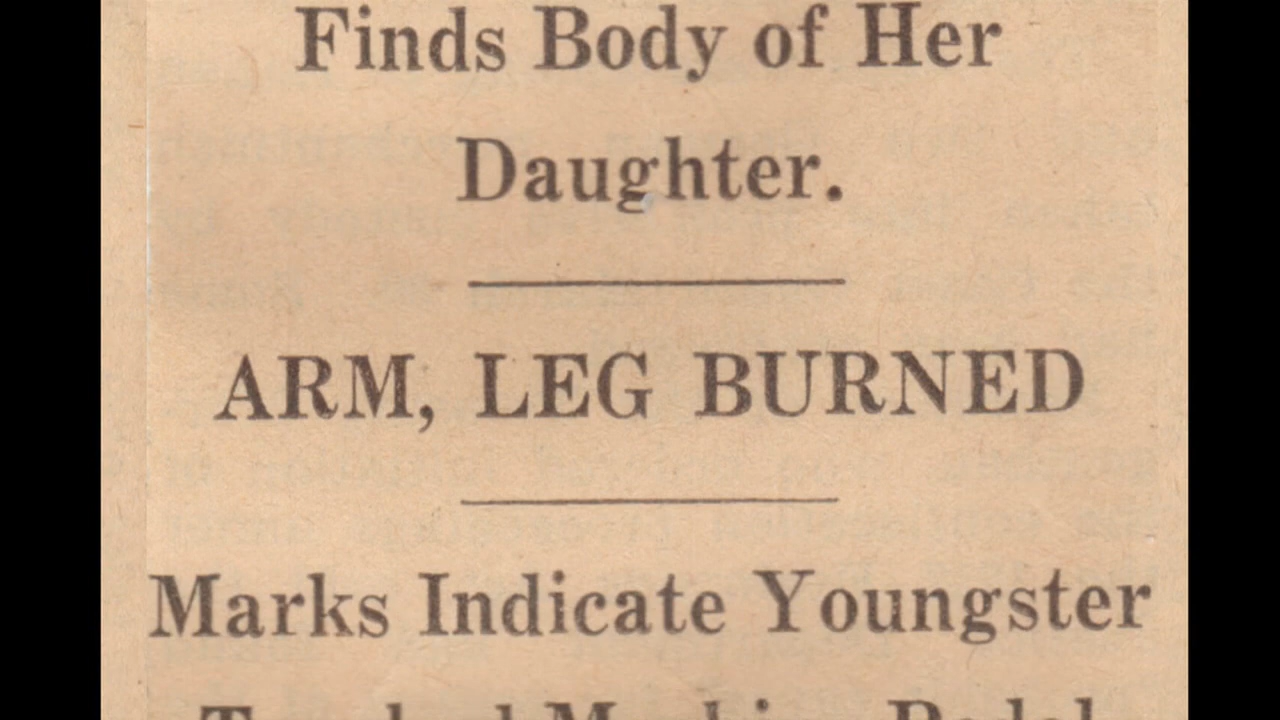 Finds Body of Her
Daughter.
ARM, LEG BURNED
Marks Indicate Youngster